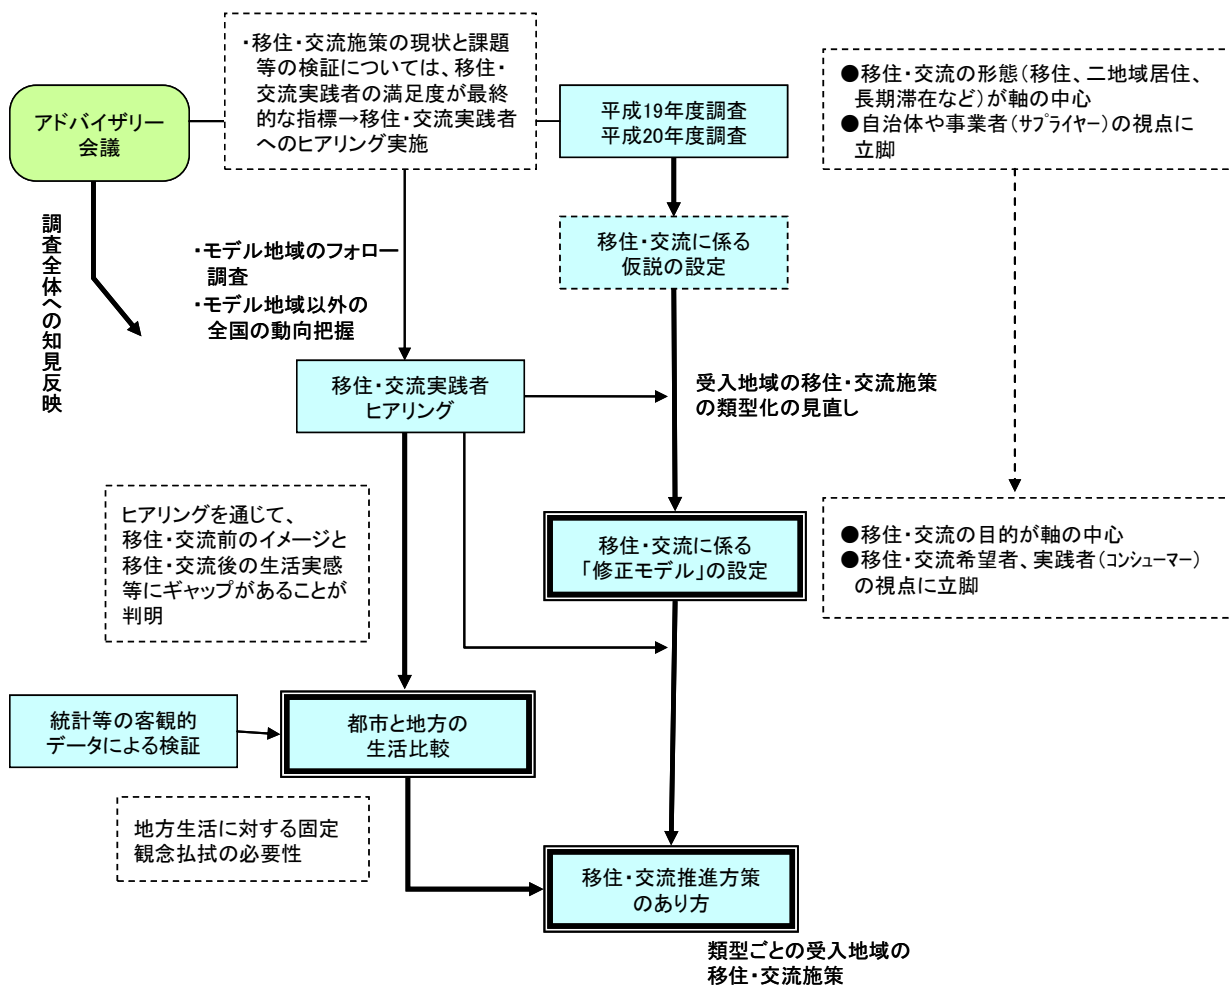 アドバイザリー
会議
・移住・交流施策の現状と課題
等の検証については、移住・
交流実践者の満足度が最終
的な指標→移住・交流実践者
へのヒアリング実施
平成19年度調査
平成20年度調査
●移住・交流の形態(移住、二地域居住、
長期滞在など)が軸の中心
●自治体や事業者(サプライヤー)の視点に
立脚
調査全体への知見反映
・モデル地域のフォロー
調査
・モデル地域以外の
全国の動向把握
移住・交流に係る
仮説の設定
移住・交流実践者
ヒアリング
受入地域の移住・交流施策
の類型化の見直し
ヒアリングを通じて、
移住・交流前のイメージと
移住・交流後の生活実感
等にギャップがあることが
判明
移住・交流に係る
「修正モデル」の設定
●移住・交流の目的が軸の中心
●移住・交流希望者、実践者(コンシューマー)
の視点に立脚
統計等の客観的
データによる検証
都市と地方の
生活比較
地方生活に対する固定
観念払拭の必要性
移住・交流推進方策
のあり方
類型ごとの受入地域の
移住・交流施策